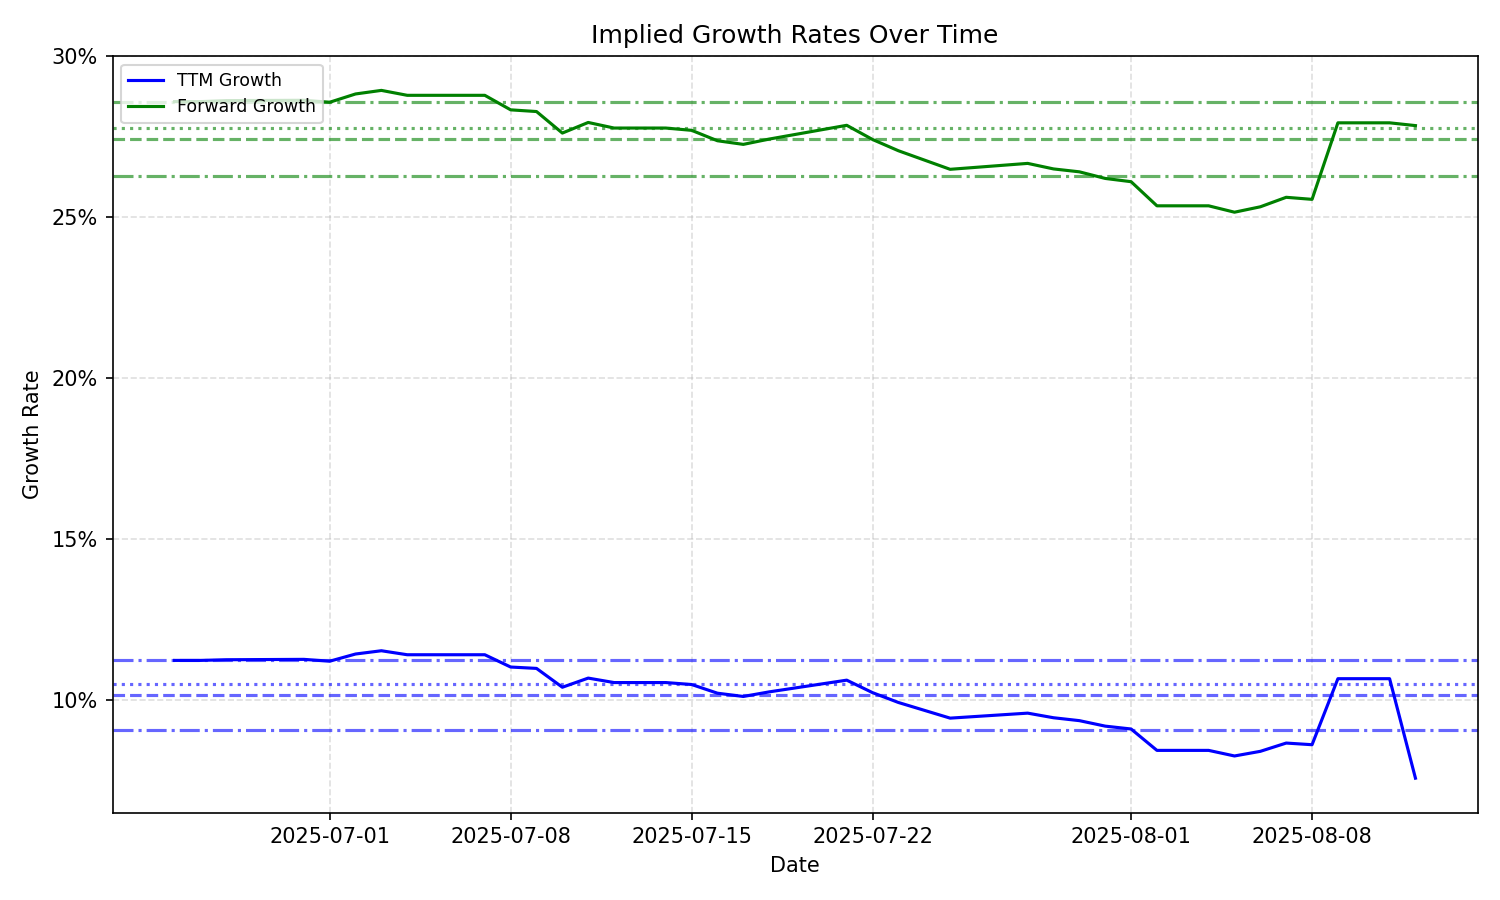 Implied Growth Rates Over Time
TTM Growth
Forward Growth
30%
25%
20%
15%
10%
Growth Rate
2025-07-01
2025-07-08
2025-07-15
2025-07-22
2025-08-01
2025-08-08
Date